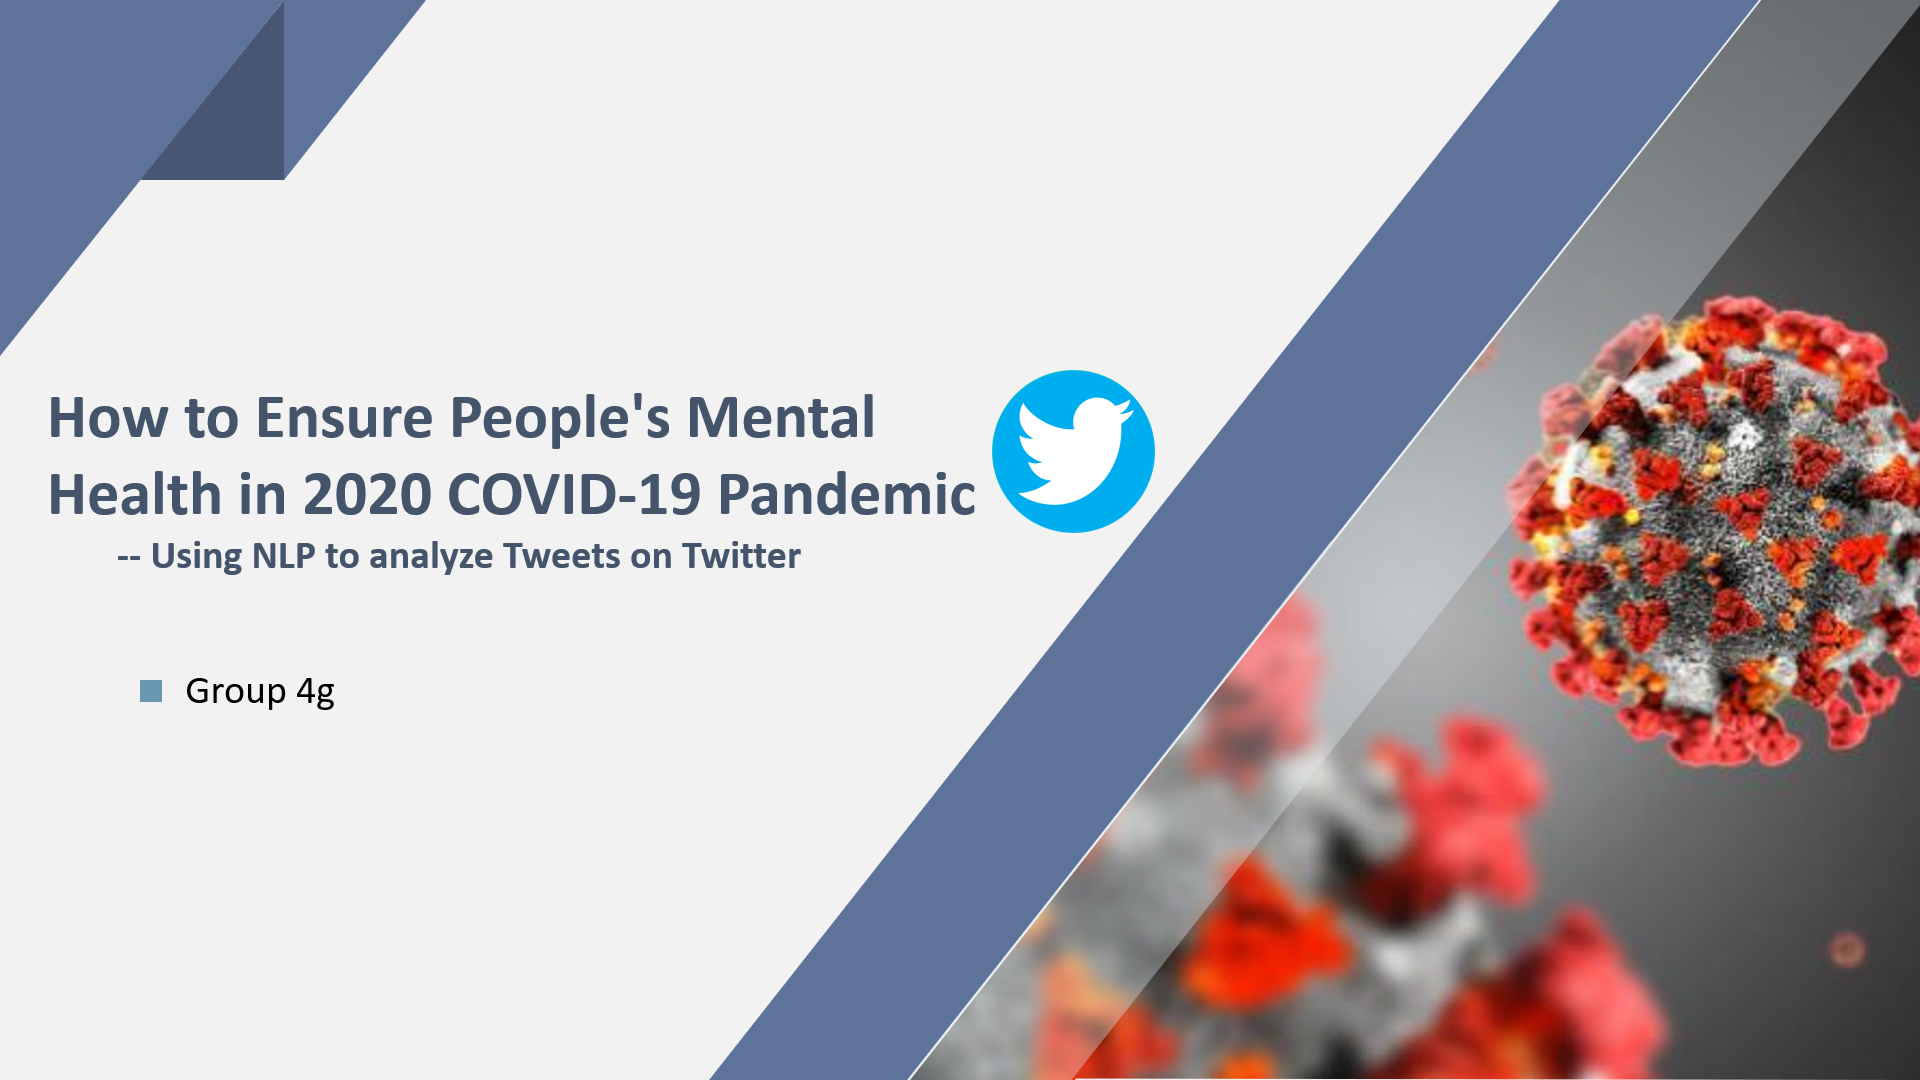 How to Ensure People's Mental
Health in 2020 COVID-19 Pandemic
-- Using NLP to analyze Tweets on Twitter
Group 4g